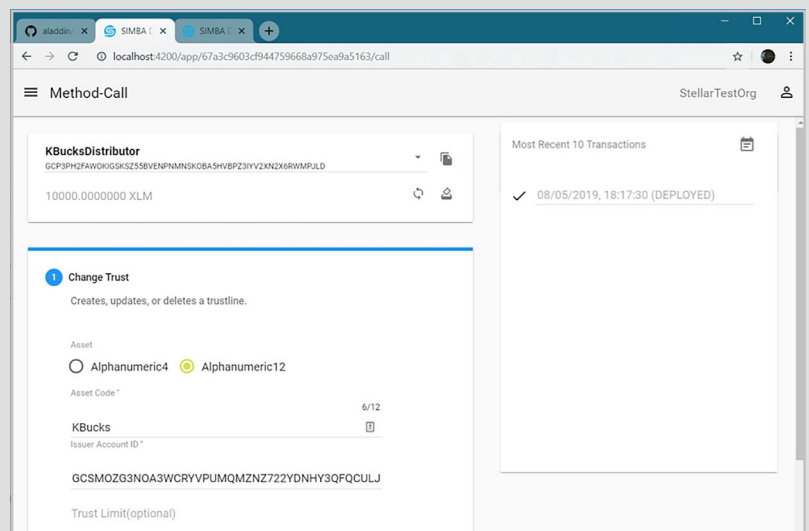 aladdin/
SIMBA C
SIMBA C
localhost:4200/app/67a3c9603cf944759668a975ea9a5163/call
Method-Call
StellarTestOrg
KBucksDistributor
GCP3PH2FAWOKIGSKSZ55BVENPNMNSKOBA5HVBPZ3IYV2XN2X6RWMPJLD
10000.0000000 XLM
Most Recent 10 Transactions
08/05/2019, 18:17:30 (DEPLOYED)
1 Change Trust
Creates, updates, or deletes a trustline.
Asset
Alphanumeric4 Alphanumeric12
Asset Code *
6/12
KBucks
Issuer Account ID *
GCSMOZG3NOA3WCRYVPUMQMZNZ722YDNHY3QFQCULJ
Trust Limit(optional)